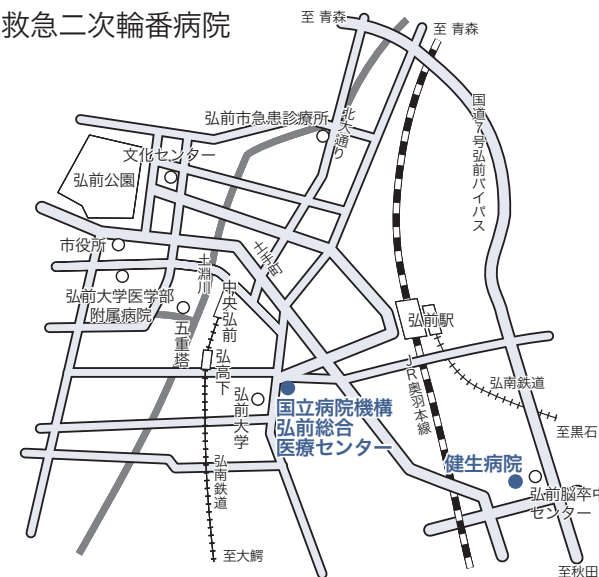 救急二次輪番病院
至 青森
至 青森
国道7号弘前バイパス
弘前市急患診療所
北大通り
文化センター
弘前公園
市役所
土淵川
土手町
弘前大学医学部
附属病院
中央弘前
五重塔
弘高下
弘前駅
JR奥羽本線
弘南鉄道
弘前大学
国立病院機構
弘前総合
医療センター
至黒石
健生病院
弘南鉄道
弘前脳卒中
センター
至大鰐
至秋田